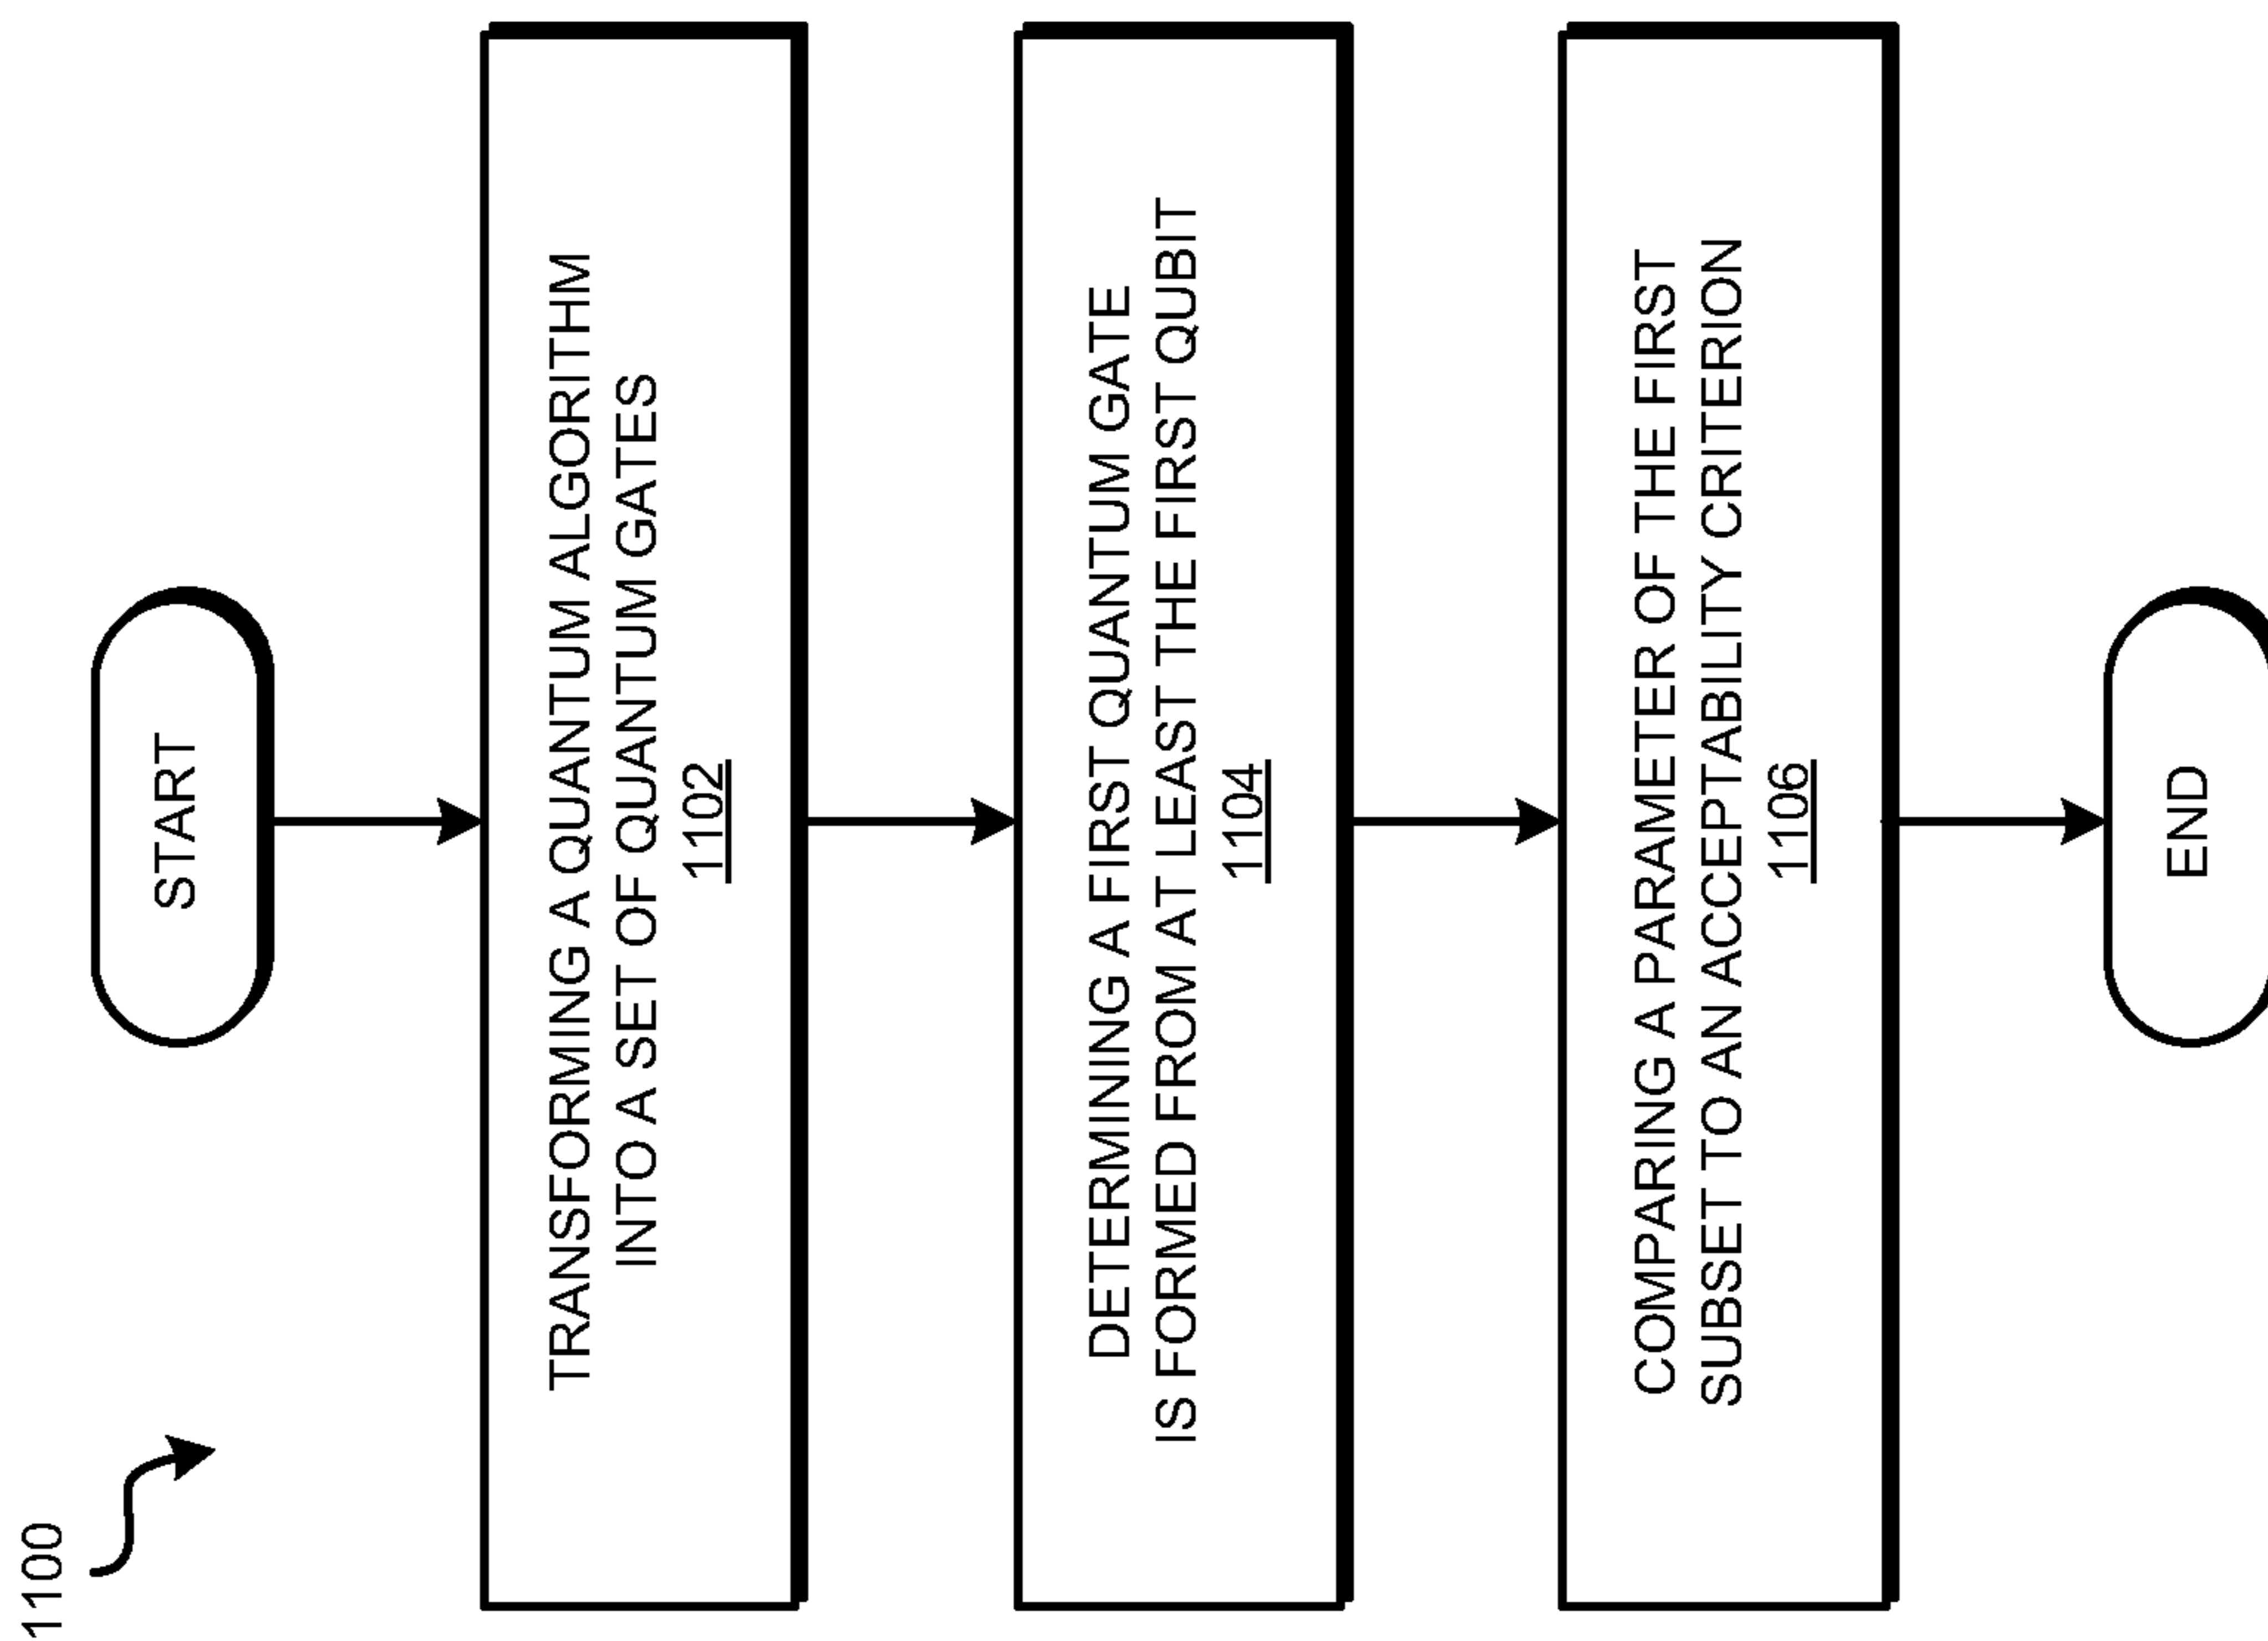 1100
START
TRANSFORMING A QUANTUM ALGORITHM
INTO A SET OF QUANTUM GATES
1102
DETERMINING A FIRST QUANTUM GATE
IS FORMED FROM AT LEAST THE FIRST QUBIT
1104
COMPARING A PARAMETER OF THE FIRST
SUBSET TO AN ACCEPTABILITY CRITERION
1106
END